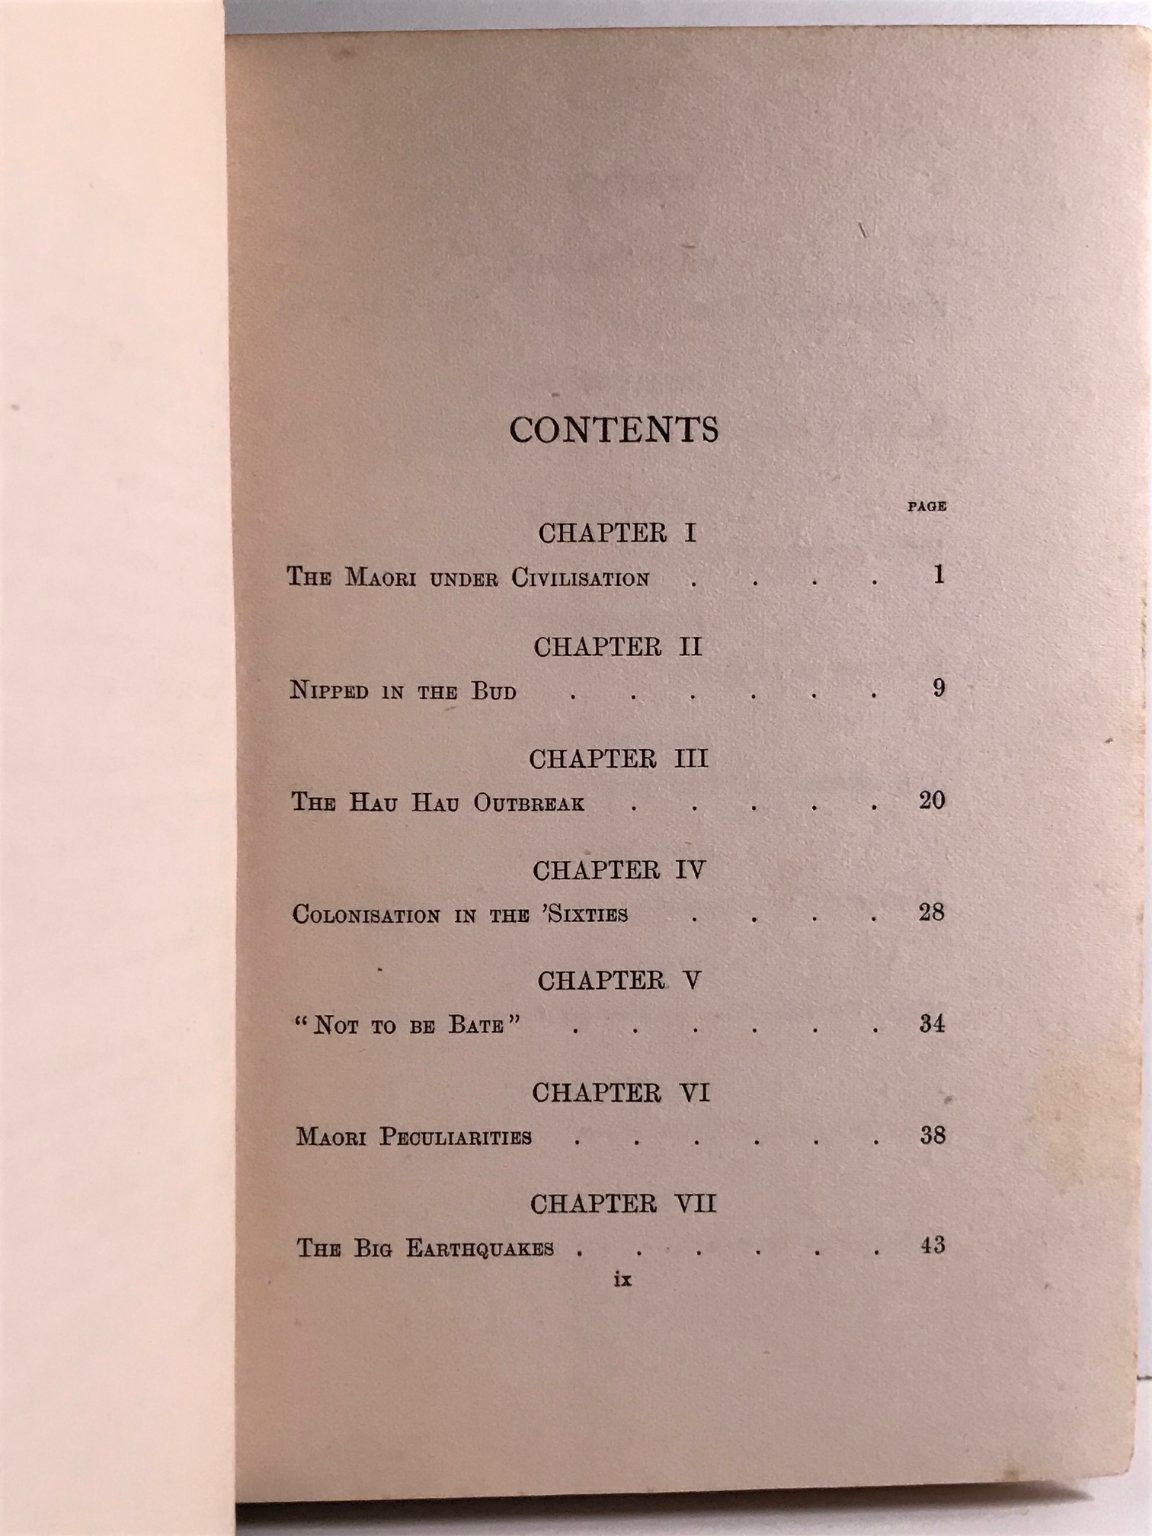 CONTENTS
PAGE
CHAPTER I
The Maori under Civilisation . . . . 1
CHAPTER II
Nipped in the Bud . . . . . . 9
CHAPTER III
The Hau Hau Outbreak . . . . . 20
CHAPTER IV
Colonisation in the 'Sixties . . . . 28
CHAPTER V
"Not to be Bate" . . . . . . 34
CHAPTER VI
Maori Peculiarities . . . . . . 38
CHAPTER VII
The Big Earthquakes . . . . . . 43
ix